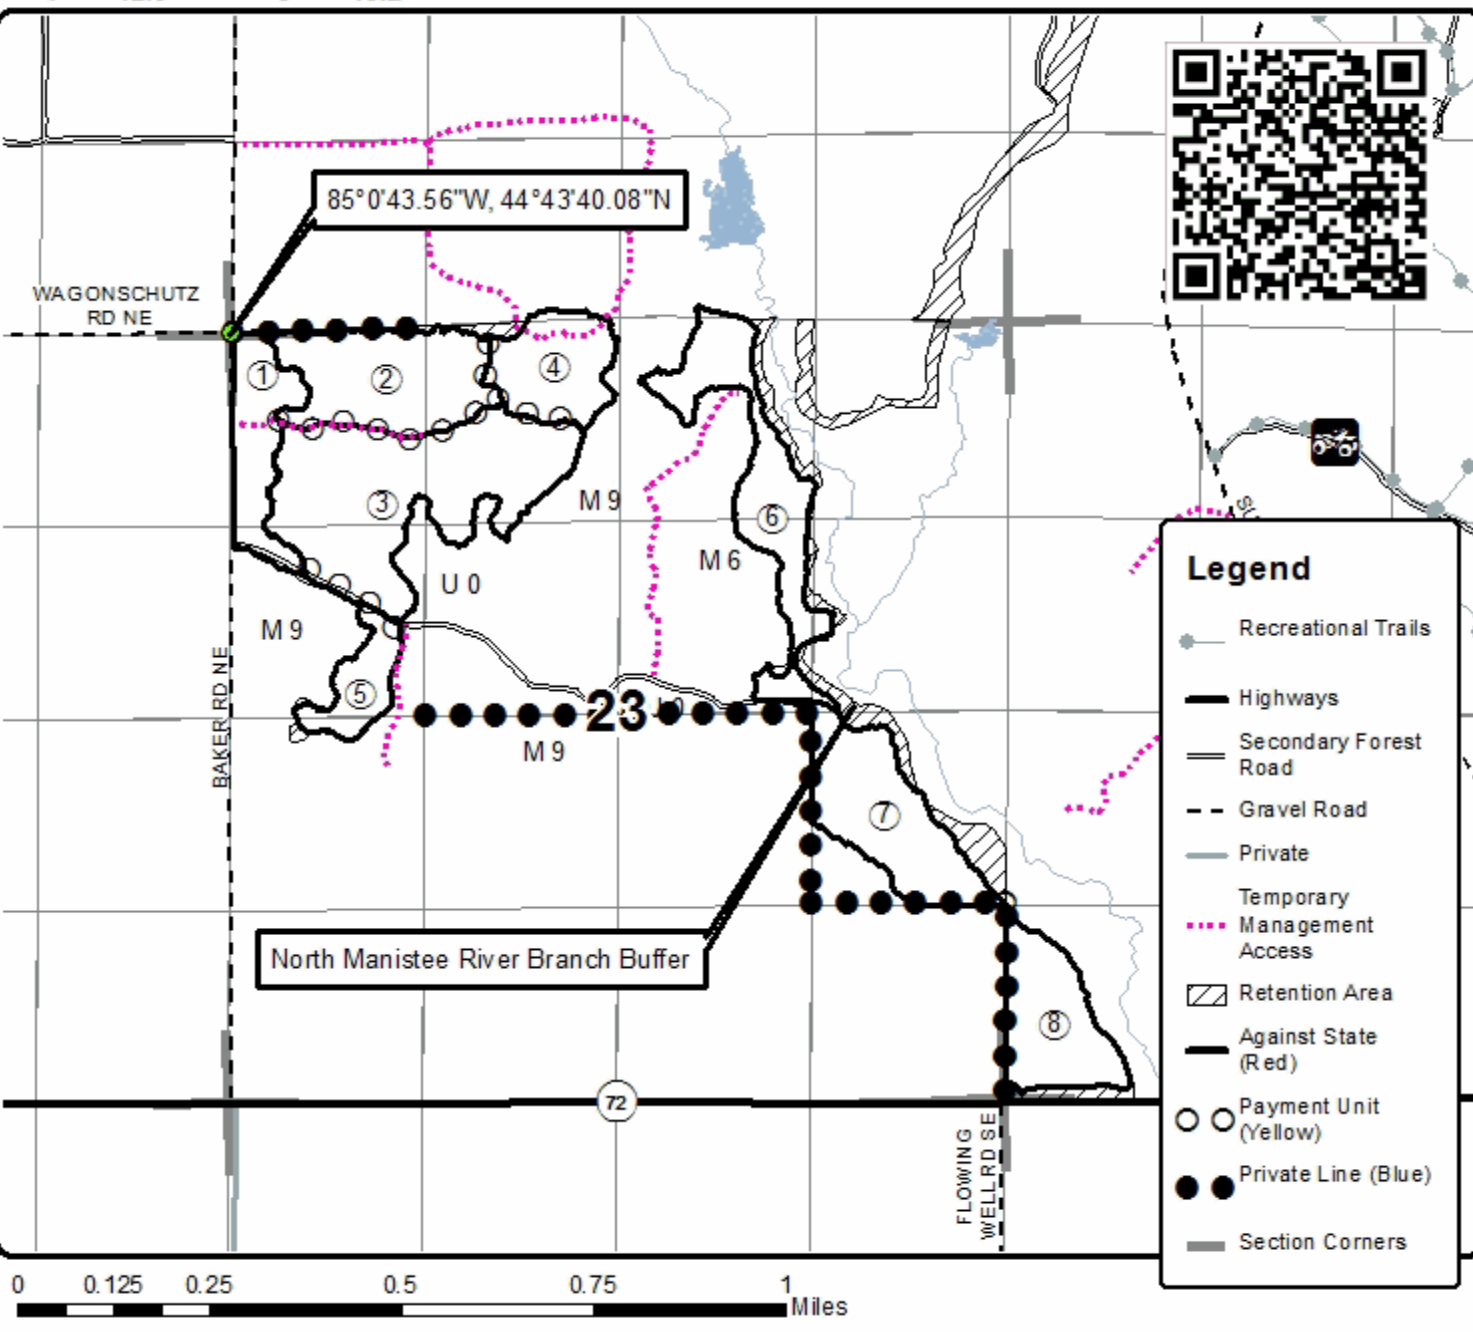 85°0'43.56"W, 44°43'40.08"N
WAGONSCHUTZ
RD NE
1
2
4
3
M 9
6
U 0
M 6
M 9
5
BAKER RD NE
23
M 9
7
North Manistee River Branch Buffer
8
72
FLOWING
WELL RD SE
Legend
Recreational Trails
Highways
Secondary Forest
Road
Gravel Road
Private
Temporary
Management
Access
Retention Area
Against State
(Red)
Payment Unit
(Yellow)
Private Line (Blue)
Section Corners
0 0.125 0.25 0.5 0.75 1
Miles